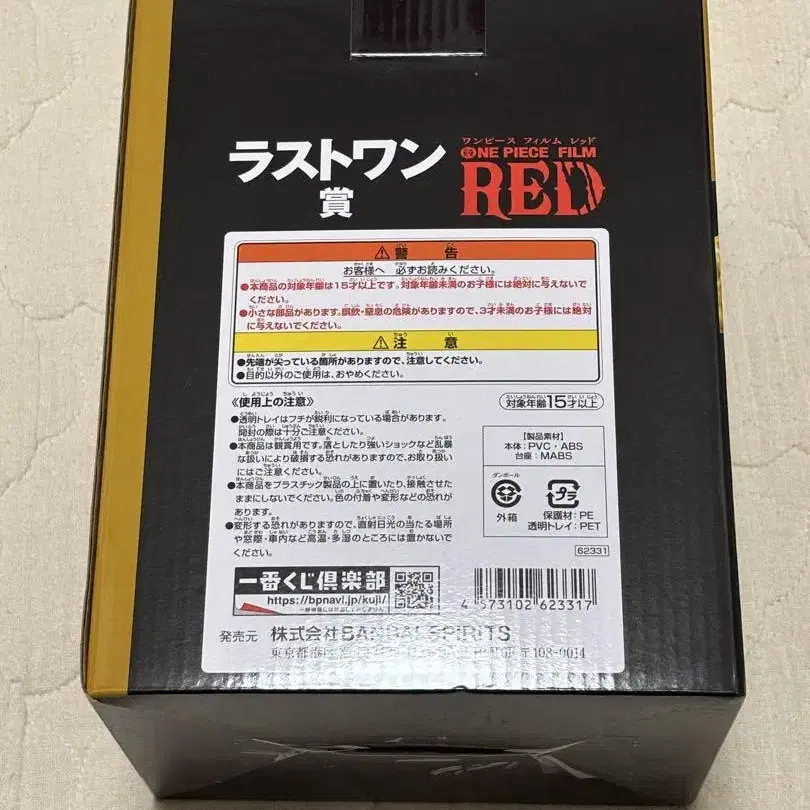 ラストワン
賞
ワンピース フィルム レッド
ONE PIECE FILM
RED
⚠警告
お客様へ 必ずお読みください。
●本商品の対象年齢は15才以上です。対象年齢未満のお子様には絶対に与えないで
ください。
●小さな部品があります。誤飲・窒息の危険がありますので、3才未満のお子様には絶対
に与えないでください。
⚠注意
●先端が尖っている箇所がありますので、注意してください。
●目的以外のご使用は、おやめください。
《使用上の注意》
対象年齢15才以上
●透明トレイはフチが鋭利になっている場合があります。
開封の際は十分ご注意ください。
●本商品は観賞用です。落としたり強いショックなど乱暴
な扱いにより破損する恐れがありますので、お取り扱い
にはご注意ください。
●本商品をプラスチック製品の上に置いたり、接触させた
ままにしないでください。色の付着や変形などの恐れが
あります。
●変形する恐れがありますので、直射日光の当たる場所
や窓際・車内など高温・多湿のところには置かないで
ください。
【製品素材】
本体:PVC・ABS
台座:MABS
ダンボール
外箱
プラ
保護材:PE
透明トレイ:PET
62331
一番くじ倶楽部
https://bpnavi.jp/kuji/
4 573102 623317
発売元 株式会社BANDAI SPIRITS
東京都港区 〒108-0014